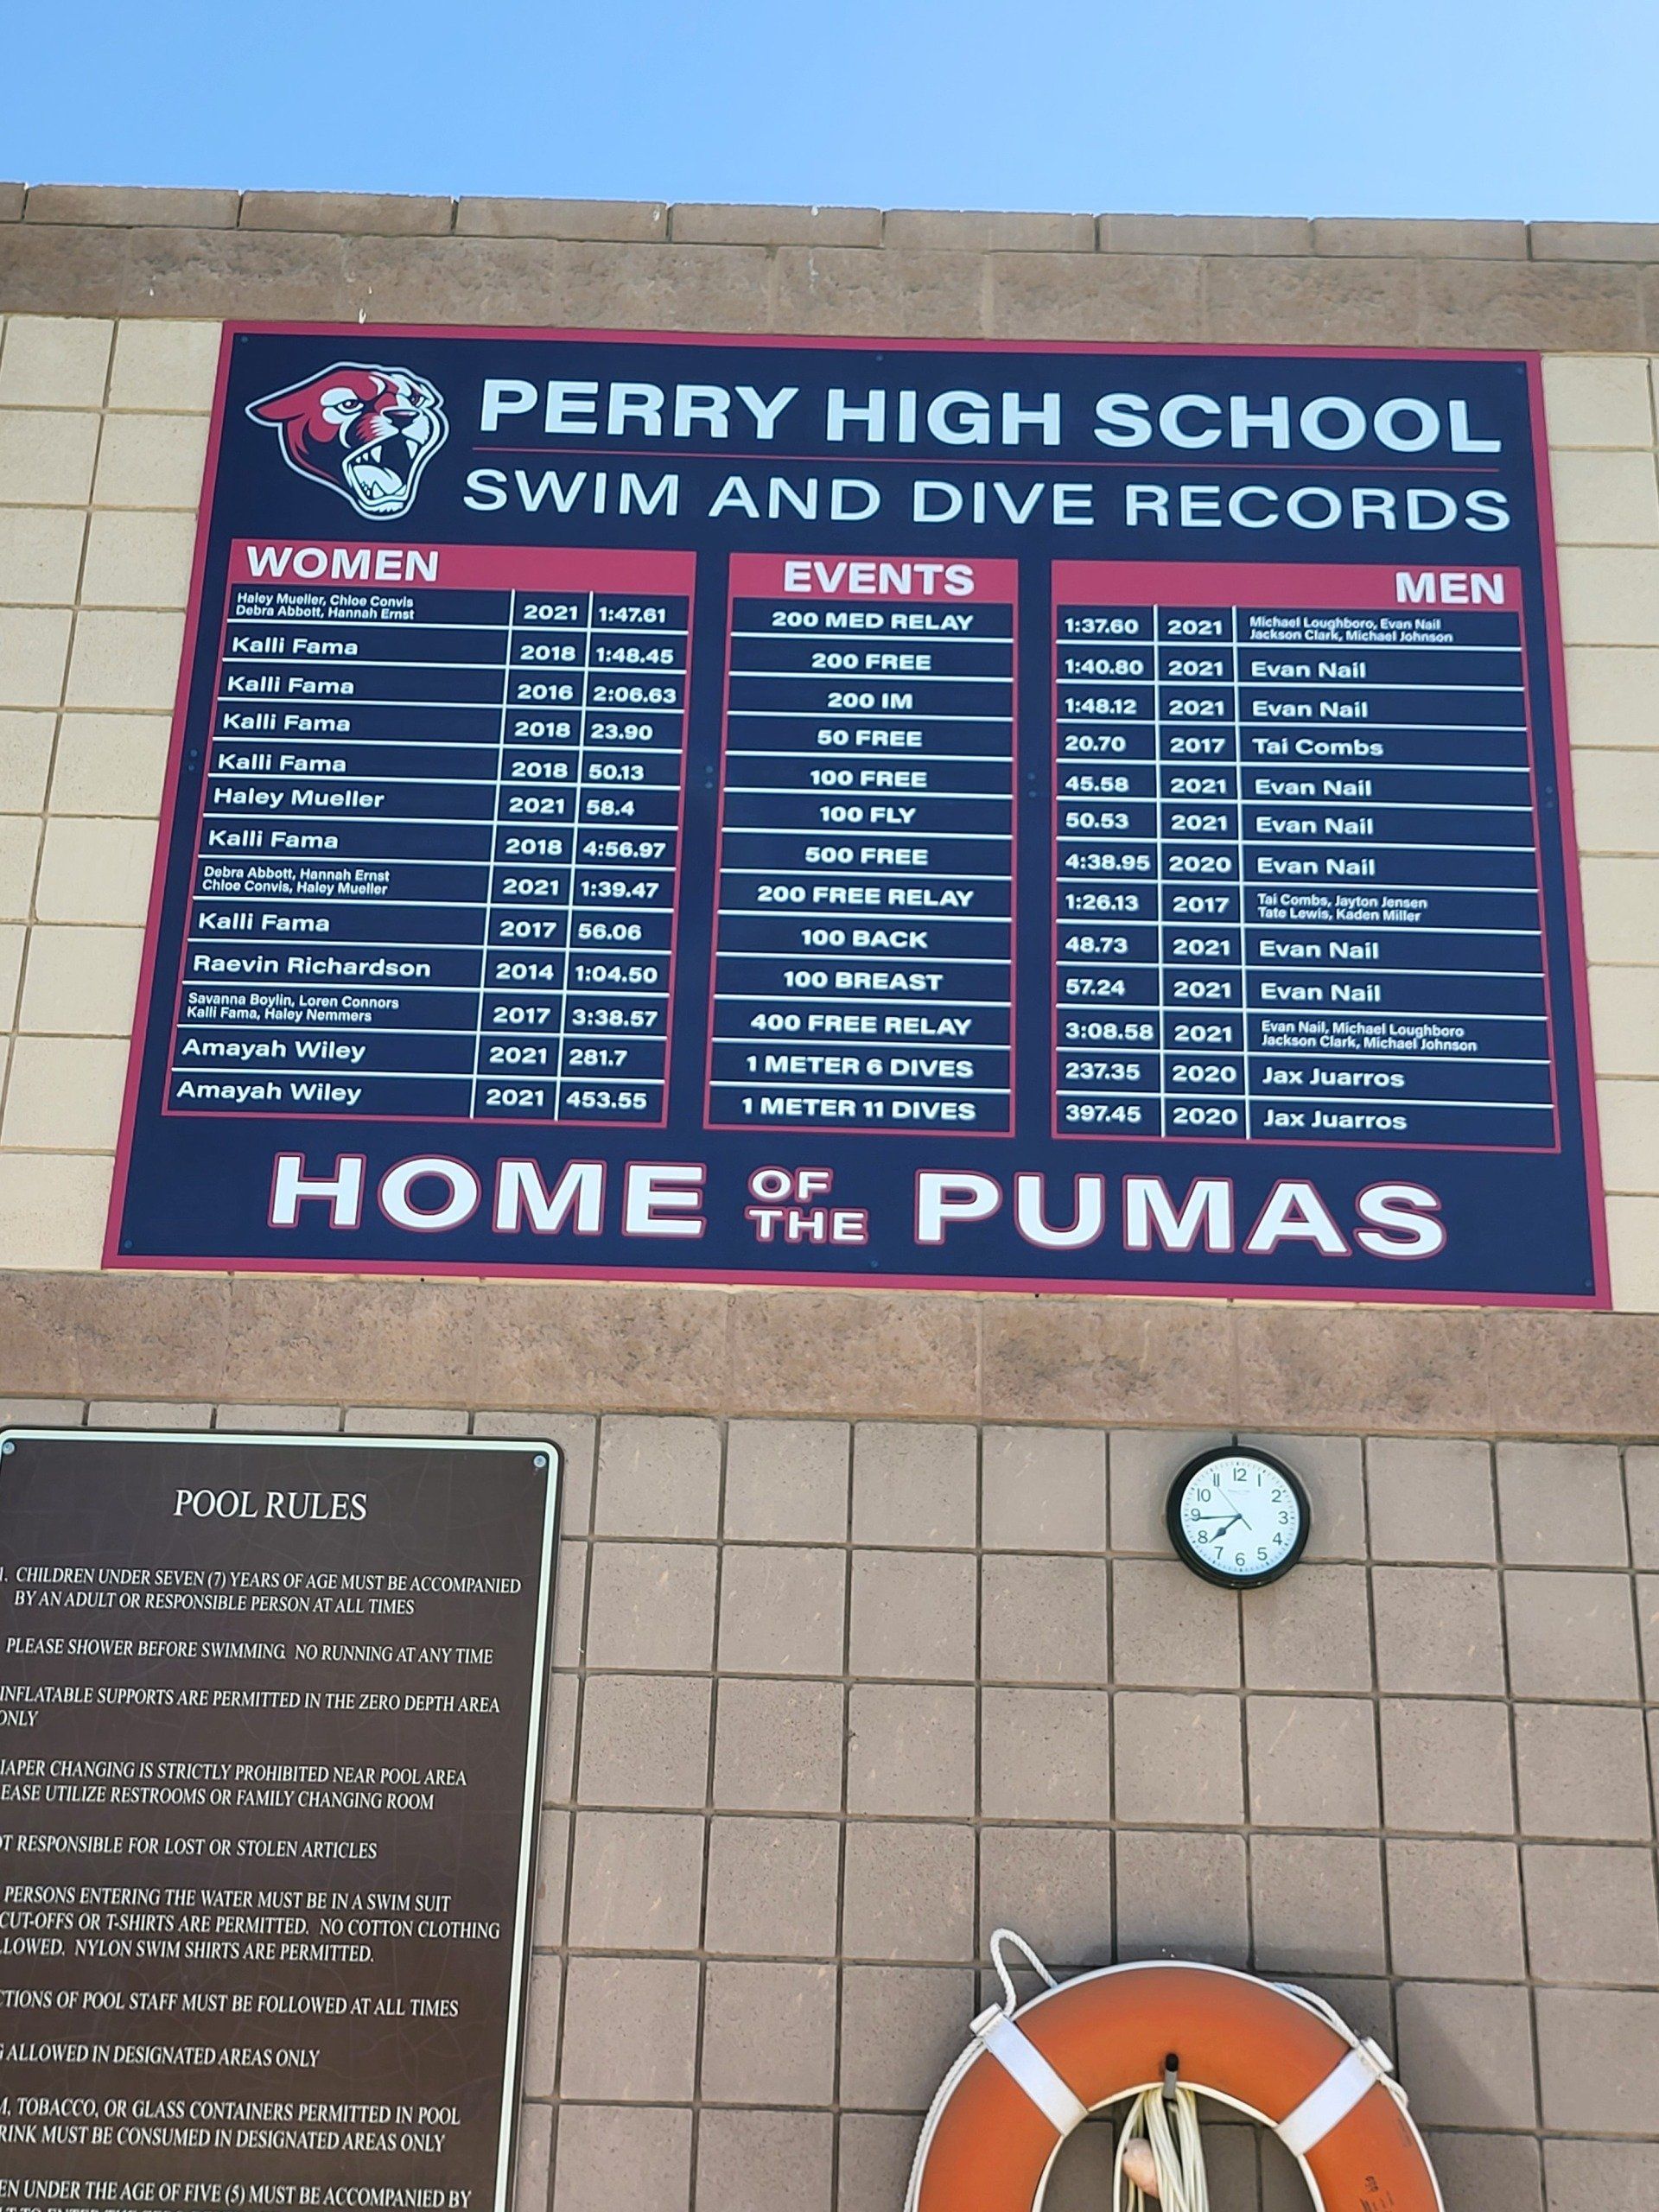 PERRY HIGH SCHOOL
SWIM AND DIVE RECORDS
WOMEN EVENTS MEN
Haley Mueller, Chloe Convis
Debra Abbott, Hannah Ernst 2021 1:47.61 200 MED RELAY 1:37.60 2021 Michael Loughboro, Evan Nail
Jackson Clark, Michael Johnson
Kalli Fama 2018 1:48.45 200 FREE 1:40.80 2021 Evan Nail
Kalli Fama 2016 2:06.63 200 IM 1:48.12 2021 Evan Nail
Kalli Fama 2018 23.90 50 FREE 20.70 2017 Tai Combs
Kalli Fama 2018 50.13 100 FREE 45.58 2021 Evan Nail
Haley Mueller 2021 58.4 100 FLY 50.53 2021 Evan Nail
Kalli Fama 2018 4:56.97 500 FREE 4:38.95 2020 Evan Nail
Debra Abbott, Hannah Ernst
Chloe Convis, Haley Mueller 2021 1:39.47 200 FREE RELAY 1:26.13 2017 Tai Combs, Jayton Jensen
Tate Lewis, Kaden Miller
Kalli Fama 2017 56.06 100 BACK 48.73 2021 Evan Nail
Raevin Richardson 2014 1:04.50 100 BREAST 57.24 2021 Evan Nail
Savanna Boylin, Loren Connors
Kalli Fama, Haley Nemmers 2017 3:38.57 400 FREE RELAY 3:08.58 2021 Evan Nail, Michael Loughboro
Jackson Clark, Michael Johnson
Amayah Wiley 2021 281.7 1 METER 6 DIVES 237.35 2020 Jax Juarros
Amayah Wiley 2021 453.55 1 METER 11 DIVES 397.45 2020 Jax Juarros
HOME OF THE PUMAS
POOL RULES
1. CHILDREN UNDER SEVEN (7) YEARS OF AGE MUST BE ACCOMPANIED
BY AN ADULT OR RESPONSIBLE PERSON AT ALL TIMES
PLEASE SHOWER BEFORE SWIMMING. NO RUNNING AT ANY TIME
INFLATABLE SUPPORTS ARE PERMITTED IN THE ZERO DEPTH AREA
ONLY
IAPER CHANGING IS STRICTLY PROHIBITED NEAR POOL AREA
EASE UTILIZE RESTROOMS OR FAMILY CHANGING ROOM
OT RESPONSIBLE FOR LOST OR STOLEN ARTICLES
PERSONS ENTERING THE WATER MUST BE IN A SWIM SUIT
CUT-OFFS OR T-SHIRTS ARE PERMITTED. NO COTTON CLOTHING
LLOWED. NYLON SWIM SHIRTS ARE PERMITTED.
CTIONS OF POOL STAFF MUST BE FOLLOWED AT ALL TIMES
G ALLOWED IN DESIGNATED AREAS ONLY
M, TOBACCO, OR GLASS CONTAINERS PERMITTED IN POOL
RINK MUST BE CONSUMED IN DESIGNATED AREAS ONLY
EN UNDER THE AGE OF FIVE (5) MUST BE ACCOMPANIED BY
12 1 2 3 4 5 6 7 8 9 10 11